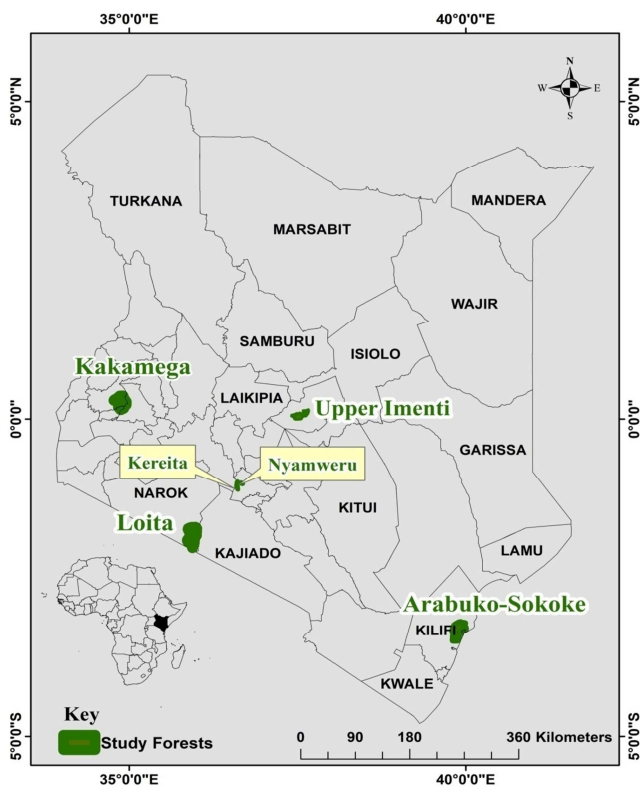 35°0'0"E 40°0'0"E
5°0'0"N 5°0'0"N
N
W E
S
TURKANA
MANDERA
MARSABIT
WAJIR
SAMBURU
ISIOLO
Kakamega
LAIKIPIA
Upper Imenti
0°0'0" 0°0'0"
GARISSA
Kereita Nyamweru
NAROK
KITUI
Loita
KAJIADO
LAMU
Arabuko-Sokoke
KILIFI
KWALE
Key
Study Forests
0 90 180 360 Kilometers
5°0'0"S 5°0'0"S
35°0'0"E 40°0'0"E